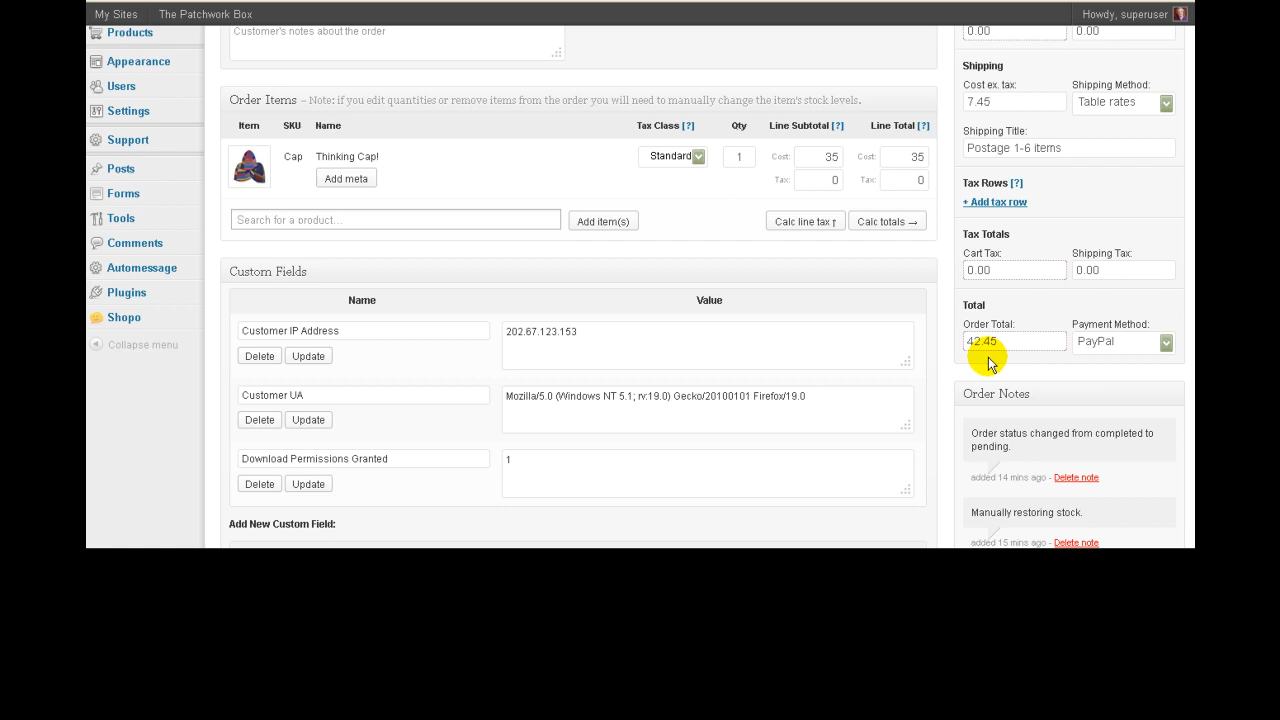 My Sites
The Patchwork Box
Howdy, superuser
Products
Appearance
Users
Settings
Support
Posts
Forms
Tools
Comments
Automessage
Plugins
Shopo
Collapse menu
Customer's notes about the order
Order Items – Note: if you edit quantities or remove items from the order you will need to manually change the item's stock levels.
Item SKU Name Tax Class [?] Qty Line Subtotal [?] Line Total [?]
Cap Thinking Cap! Standard 1 Cost: 35 Cost: 35
Add meta Tax: 0 Tax: 0
Search for a product... Add item(s) Calc line tax ↑ Calc totals →
Custom Fields
Name Value
Customer IP Address 202.67.123.153
Delete Update
Customer UA Mozilla/5.0 (Windows NT 5.1; rv:19.0) Gecko/20100101 Firefox/19.0
Delete Update
Download Permissions Granted 1
Delete Update
Add New Custom Field:
0.00 0.00
Shipping
Cost ex. tax: Shipping Method:
7.45 Table rates
Shipping Title:
Postage 1-6 items
Tax Rows [?]
+ Add tax row
Tax Totals
Cart Tax: Shipping Tax:
0.00 0.00
Total
Order Total: Payment Method:
42.45 PayPal
Order Notes
Order status changed from completed to
pending.
added 14 mins ago - Delete note
Manually restoring stock.
added 15 mins ago - Delete note